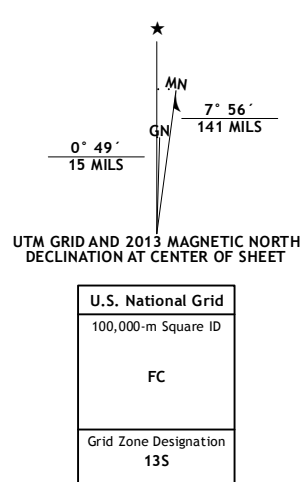 ★
MN
7° 56´
141 MILS
GN
0° 49´
15 MILS
UTM GRID AND 2013 MAGNETIC NORTH
DECLINATION AT CENTER OF SHEET
U.S. National Grid
100,000-m Square ID
FC
Grid Zone Designation
13S